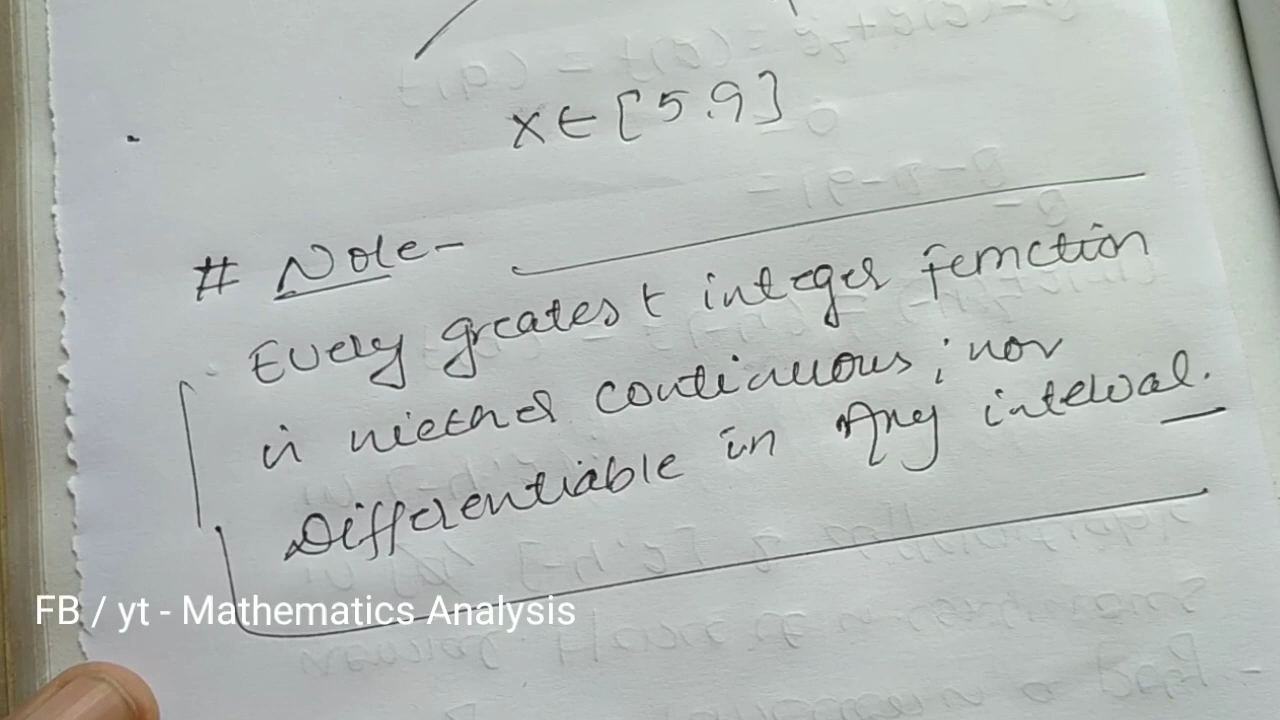 x ∈ [5.9]
# Note-
Every greatest integer function
is niether continuous, nor
Differentiable in Any interval.
FB / yt - Mathematics Analysis